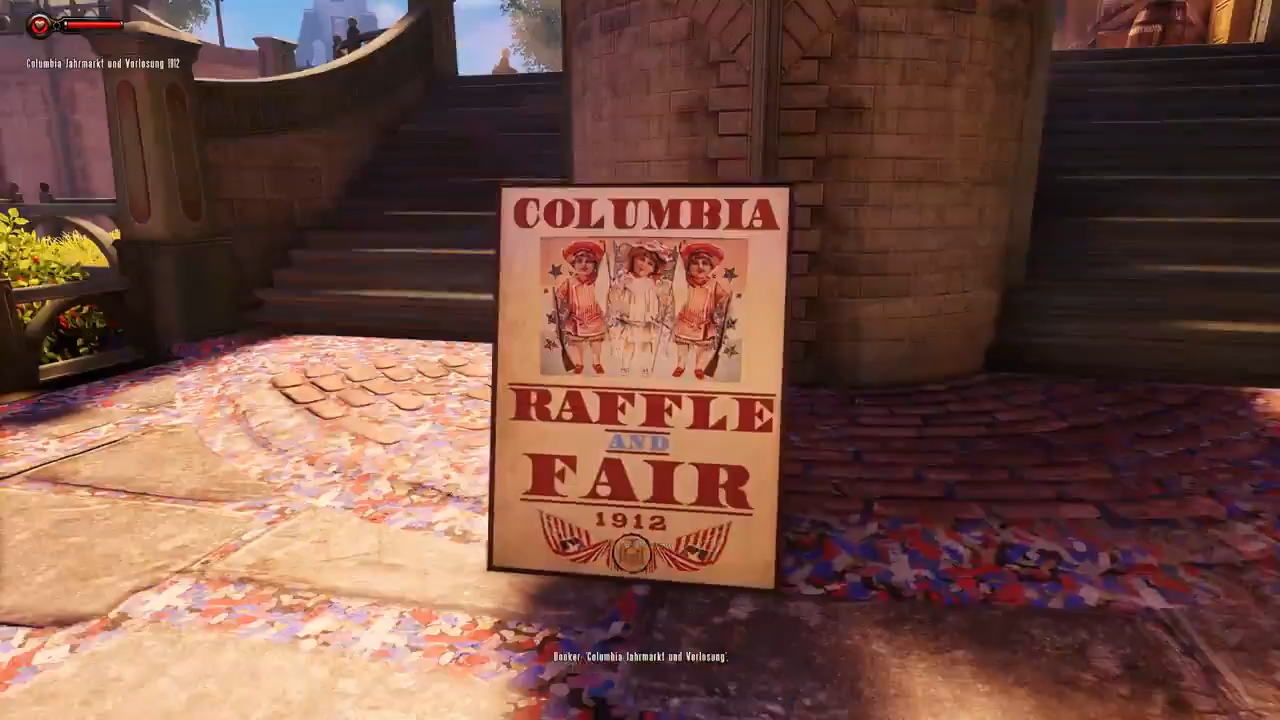 Columbia Jahrmarkt und Verlosung 1912
COLUMBIA
RAFFLE
AND
FAIR
1912
Booker: 'Columbia Jahrmarkt und Verlosung'.